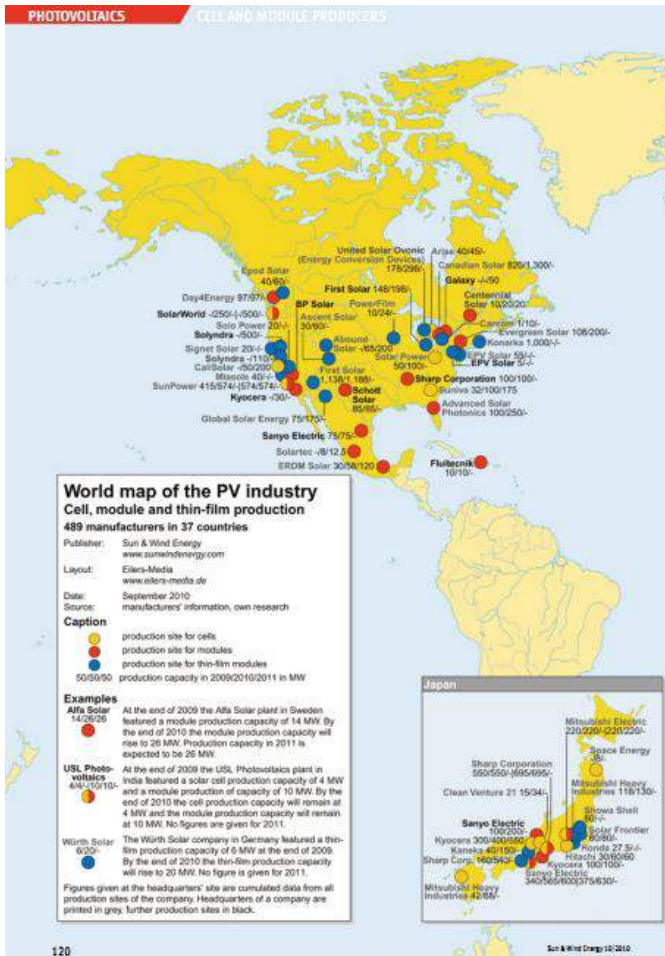 PHOTOVOLTAICS
CELL AND MODULE PRODUCERS
United Solar Ovonic
(Energy Conversion Devices)
178/298/-
Arise 40/45/-
Canadian Solar 820/1,300/-
Galaxy -/-/50
Centennial
Solar 10/20/20
Epod Solar
40/60/-
Day4Energy 97/97/-
BP Solar
First Solar 148/198/-
SolarWorld -/250/-|-/500/-
Ascent Solar
30/60/-
PowerFilm
10/24/-
1/10/-
Evergreen Solar 108/200/-
Solo Power 20/-/-
Konarka 1,000/-/-
Solyndra -/500/-
Abound
Solar -/65/200
Signet Solar 20/-/-
Solar Power
50/100/-
EPV Solar 55/-/-
Solyndra -/110/-
EPV Solar 5/-/-
CaliSolar -/50/200
First Solar
1,138/1,188/-
Miasole 40/-/-
Sharp Corporation 100/100/-
SunPower 415/574/-|574/574/-
Suniva 32/100/175
Schott
Solar
85/85/-
Kyocera -/30/-
Advanced Solar
Photonics 100/250/-
Global Solar Energy 75/175/-
Sanyo Electric 75/75/-
Solartec -/8/12.5
ERDM Solar 30/58/120
Fluitecnik
10/10/-
World map of the PV industry
Cell, module and thin-film production
489 manufacturers in 37 countries
Publisher: Sun & Wind Energy
www.sunwindenergy.com
Layout: Eilers-Media
www.eilers-media.de
Date: September 2010
Source: manufacturers' information, own research
Caption
production site for cells
production site for modules
production site for thin-film modules
50/50/50 production capacity in 2009/2010/2011 in MW
Examples
Alfa Solar
14/26/26
At the end of 2009 the Alfa Solar plant in Sweden
featured a module production capacity of 14 MW. By
the end of 2010 the module production capacity will
rise to 26 MW. Production capacity in 2011 is
expected to be 26 MW.
USL Photo-
voltaics
4/4/-/10/10/-
At the end of 2009 the USL Photovoltaics plant in
India featured a solar cell production capacity of 4 MW
and a module production of capacity of 10 MW. By the
end of 2010 the cell production capacity will remain at
4 MW and the module production capacity will remain
at 10 MW. No figures are given for 2011.
Würth Solar
6/20/-
The Würth Solar company in Germany featured a thin-
film production capacity of 6 MW at the end of 2009.
By the end of 2010 the thin-film production capacity
will rise to 20 MW. No figure is given for 2011.
Figures given at the headquarters' site are cumulated data from all
production sites of the company. Headquarters of a company are
printed in grey, further production sites in black.
Japan
Mitsubishi Electric
220/220/-|220/220/-
Space Energy
-/8/-
Sharp Corporation
550/550/-|695/695/-
Mitsubishi Heavy
Industries 118/130/-
Clean Venture 21 15/34/-
Showa Shell
80/-/-
Sanyo Electric
100/200/-
Solar Frontier
80/80/-
Kyocera 300/400/550
Honda 27.5/-/-
Kaneka 40/150/-
Hitachi 30/60/60
Sharp Corp. 160/540/-
Kyocera 100/100/-
Sanyo Electric
340/565/600|375/630/-
Mitsubishi Heavy
Industries 42/68/-
120
Sun & Wind Energy 10/2010